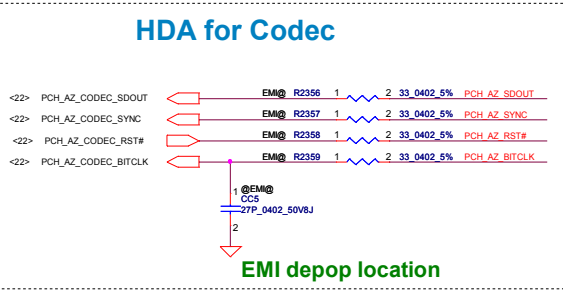 HDA for Codec
<22> PCH_AZ_CODEC_SDOUT EMI@ R2356 1 2 33_0402_5% PCH_AZ_SDOUT
<22> PCH_AZ_CODEC_SYNC EMI@ R2357 1 2 33_0402_5% PCH_AZ_SYNC
<22> PCH_AZ_CODEC_RST# EMI@ R2358 1 2 33_0402_5% PCH_AZ_RST#
<22> PCH_AZ_CODEC_BITCLK EMI@ R2359 1 2 33_0402_5% PCH_AZ_BITCLK
1 @EMI@
CC5
27P_0402_50V8J
2
EMI depop location